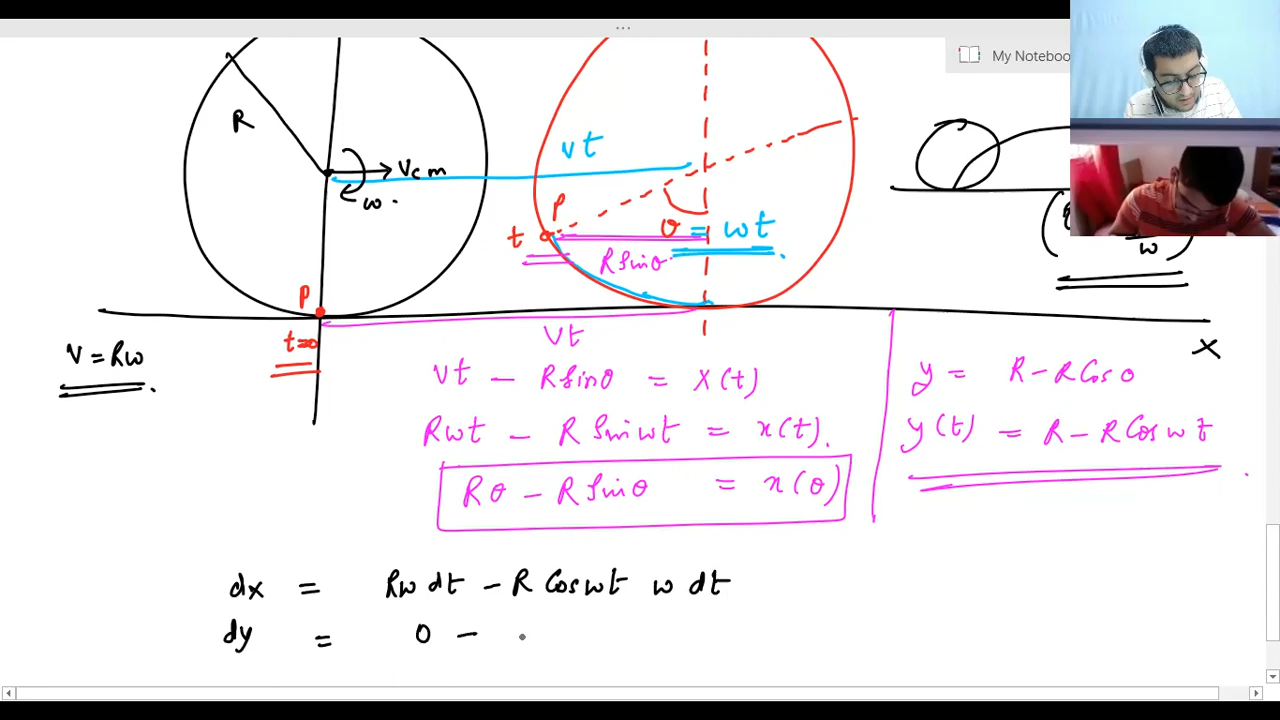 ...
My Noteboo
R
Vcm
ω.
vt
P
t
θ = ωt
Rsinθ
ω
P
t=0
Vt
X
V = Rω
vt - Rsinθ = X(t)
Rωt - R Sinωt = x(t).
Rθ - RSinθ = x(θ)
y = R - RCosθ
y(t) = R - RCosωt
dx = Rω dt - R Cosωt ω dt
dy = 0 -